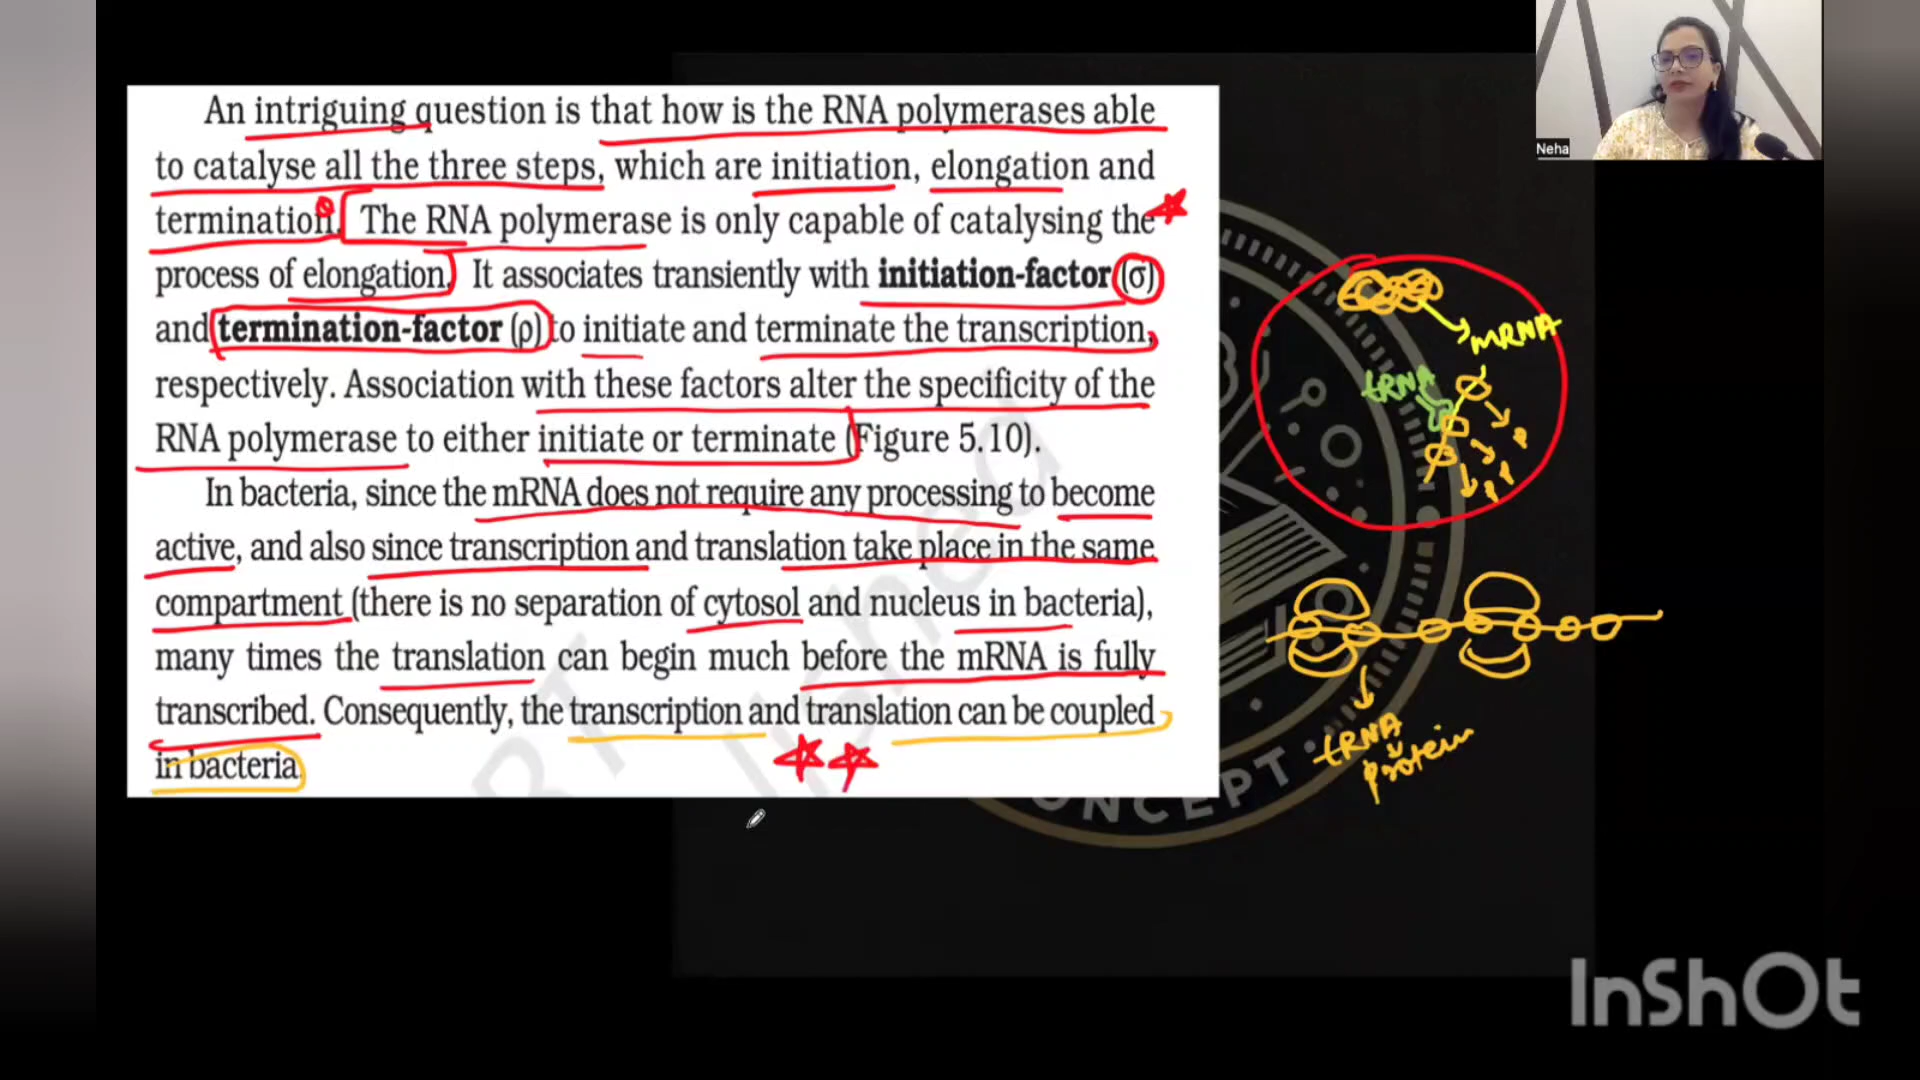 An intriguing question is that how is the RNA polymerases able
to catalyse all the three steps, which are initiation, elongation and
termination. The RNA polymerase is only capable of catalysing the
process of elongation. It associates transiently with initiation-factor (σ)
and termination-factor (ρ) to initiate and terminate the transcription,
respectively. Association with these factors alter the specificity of the
RNA polymerase to either initiate or terminate (Figure 5.10).
In bacteria, since the mRNA does not require any processing to become
active, and also since transcription and translation take place in the same
compartment (there is no separation of cytosol and nucleus in bacteria),
many times the translation can begin much before the mRNA is fully
transcribed. Consequently, the transcription and translation can be coupled
in bacteria.
Neha
mRNA
tRNA
P
P P
tRNA
protein
InShOt